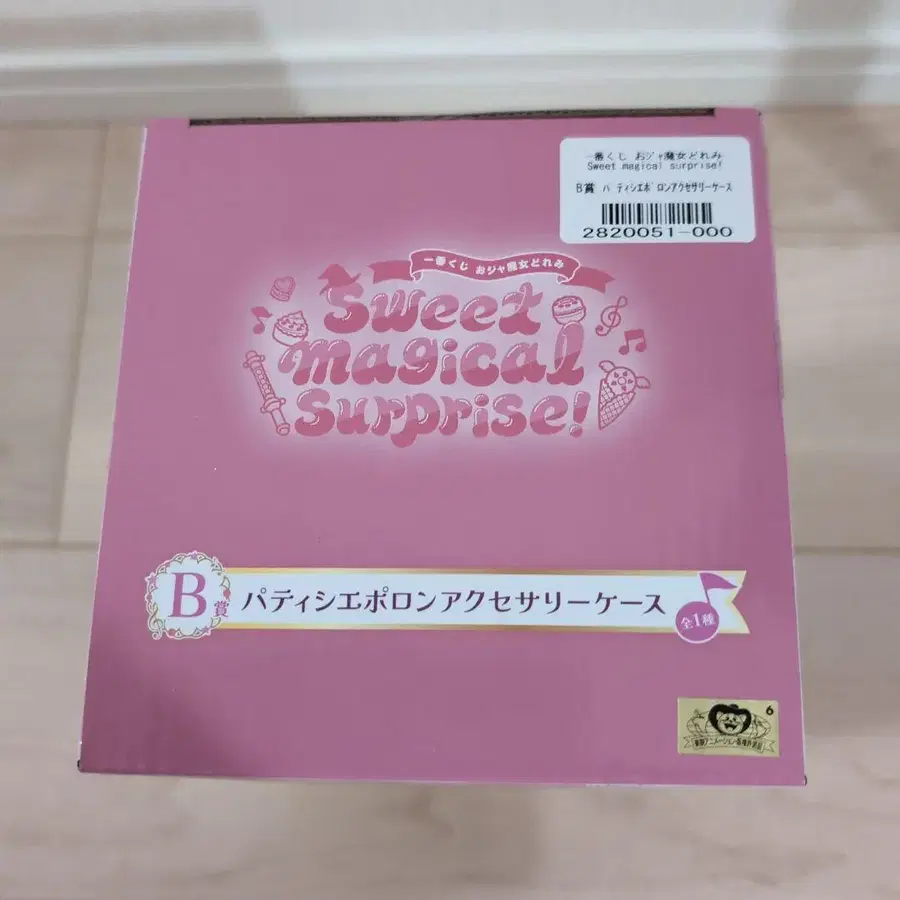 一番くじ おジャ魔女どれみ
Sweet magical surprise!
B賞 パティシエポロンアクセサリーケース
2820051-000
一番くじ おジャ魔女どれみ
Sweet
magical
surprise!
B賞 パティシエポロンアクセサリーケース 全1種
6